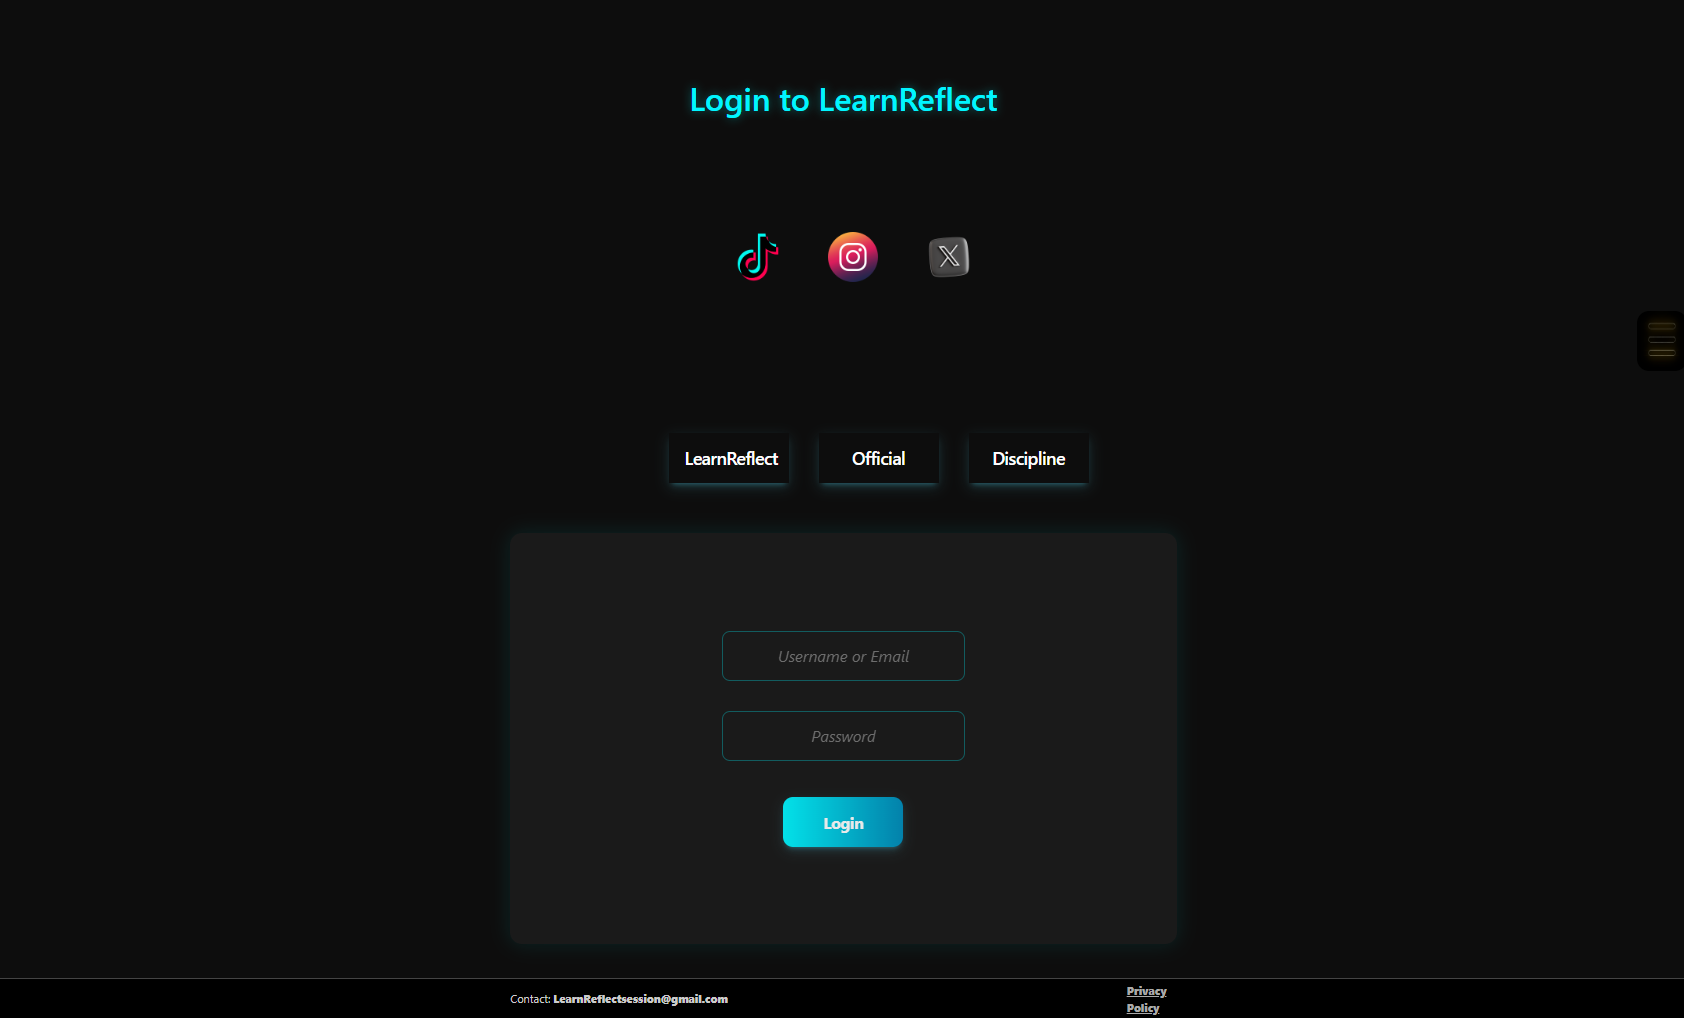 Login to LearnReflect
LearnReflect
Official
Discipline
Username or Email
Password
Login
Contact: LearnReflectsession@gmail.com
Privacy
Policy